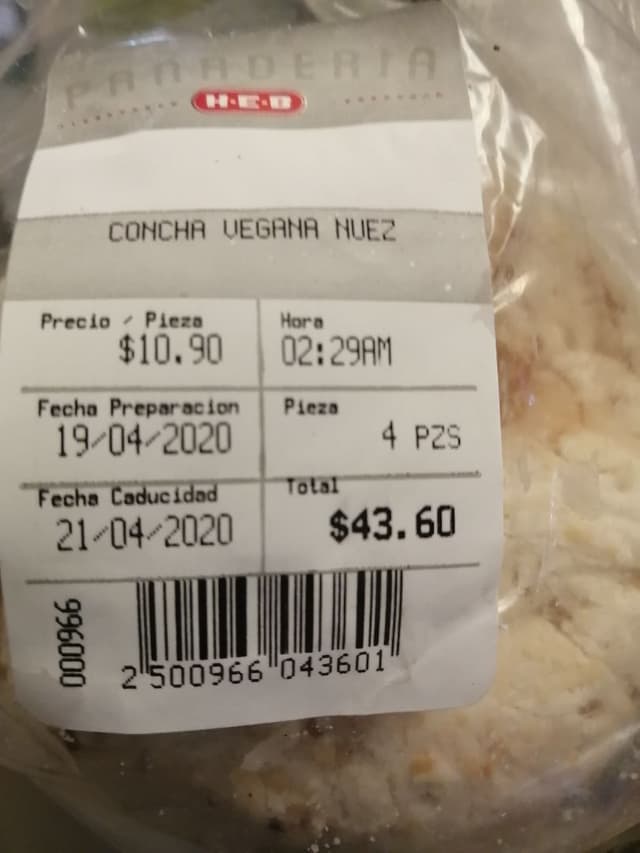 PANADERIA
H-E-B
CONCHA VEGANA NUEZ
Precio / Pieza
$10.90
Hora
02:29AM
Fecha Preparacion
19/04/2020
Pieza
4 PZS
Fecha Caducidad
21/04/2020
Total
$43.60
000966
2 500966 043601